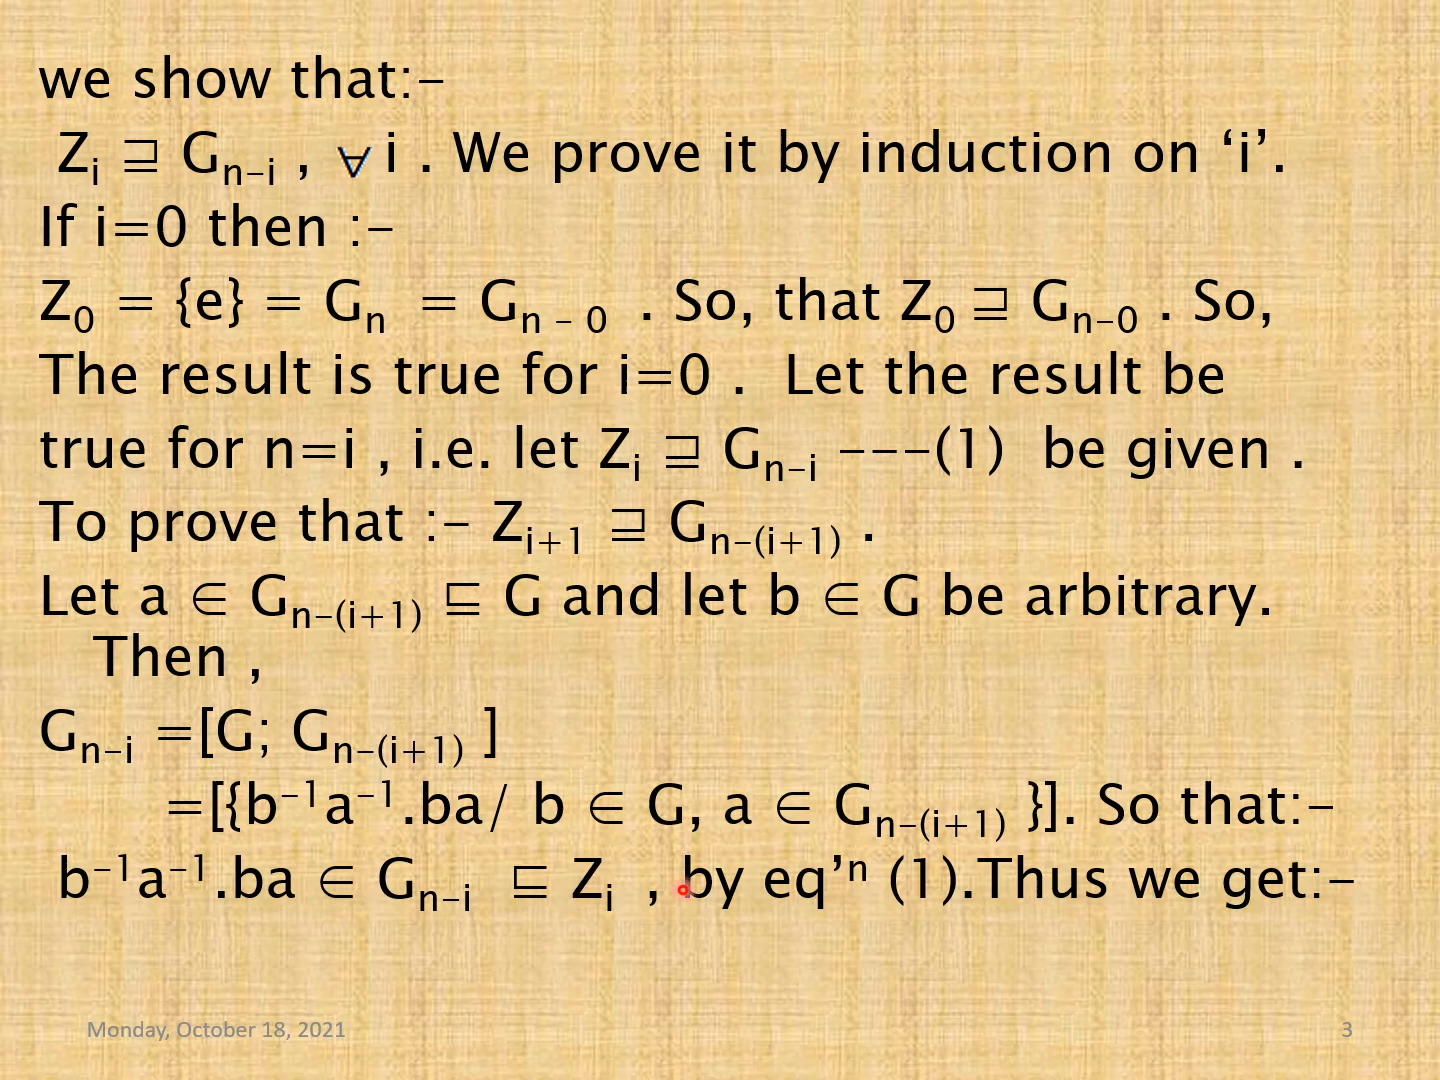 we show that:-
Zᵢ ⊒ Gₙ₋ᵢ , ∀ i . We prove it by induction on ‘i’.
If i=0 then :-
Z₀ = {e} = Gₙ = Gₙ ₋ ₀ . So, that Z₀ ⊒ Gₙ₋₀ . So,
The result is true for i=0 . Let the result be
true for n=i , i.e. let Zᵢ ⊒ Gₙ₋ᵢ ---(1) be given .
To prove that :- Zᵢ₊₁ ⊒ Gₙ₋₍ᵢ₊₁₎ .
Let a ∈ Gₙ₋₍ᵢ₊₁₎ ⊑ G and let b ∈ G be arbitrary.
Then ,
Gₙ₋ᵢ =[G; Gₙ₋₍ᵢ₊₁₎ ]
=[{b⁻¹a⁻¹.ba/ b ∈ G, a ∈ Gₙ₋₍ᵢ₊₁₎ }]. So that:-
b⁻¹a⁻¹.ba ∈ Gₙ₋ᵢ ⊑ Zᵢ , by eq’ⁿ (1).Thus we get:-
Monday, October 18, 2021
3